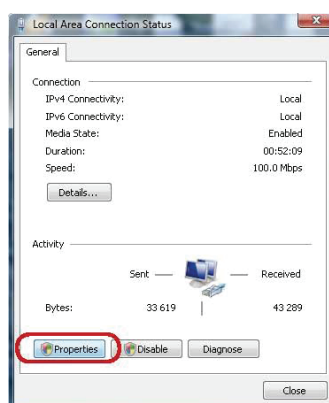 Local Area Connection Status
General
Connection
IPv4 Connectivity: Local
IPv6 Connectivity: Local
Media State: Enabled
Duration: 00:52:09
Speed: 100.0 Mbps
Details...
Activity
Sent Received
Bytes: 33 619 43 289
Properties Disable Diagnose
Close